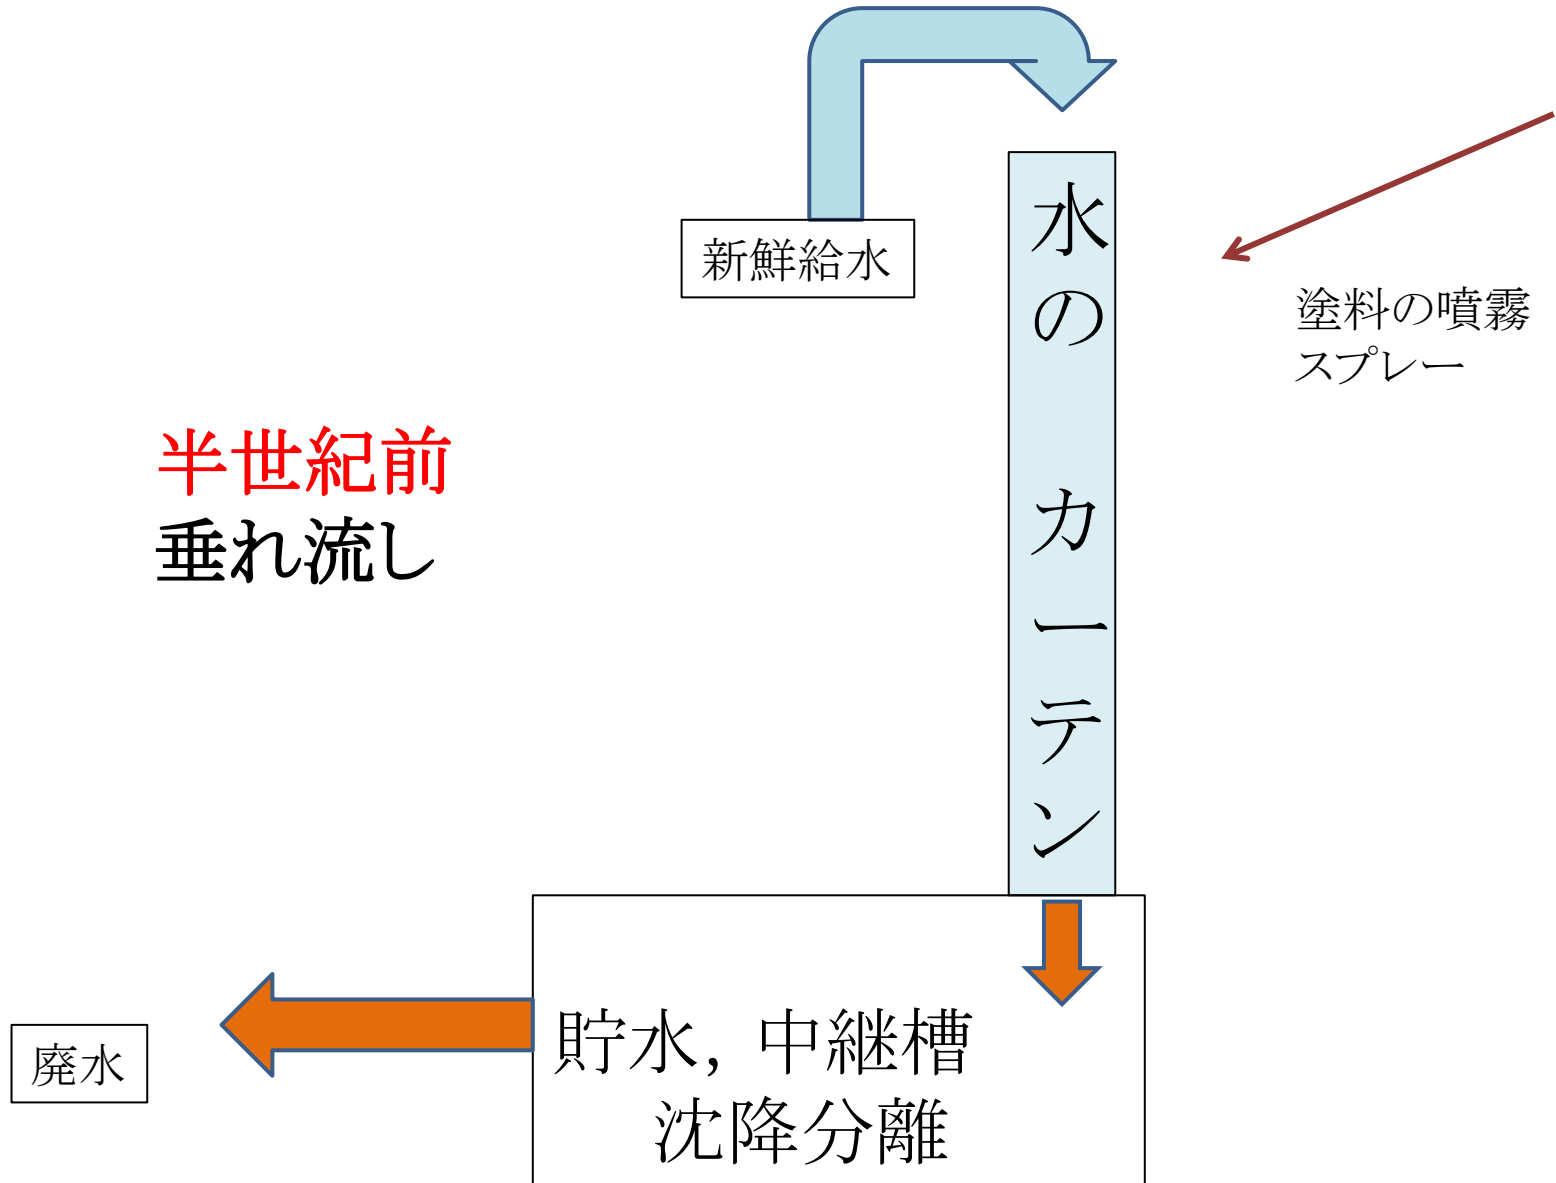 新鮮給水
水の カーテン
塗料の噴霧
スプレー
半世紀前
垂れ流し
貯水，中継槽
沈降分離
廃水